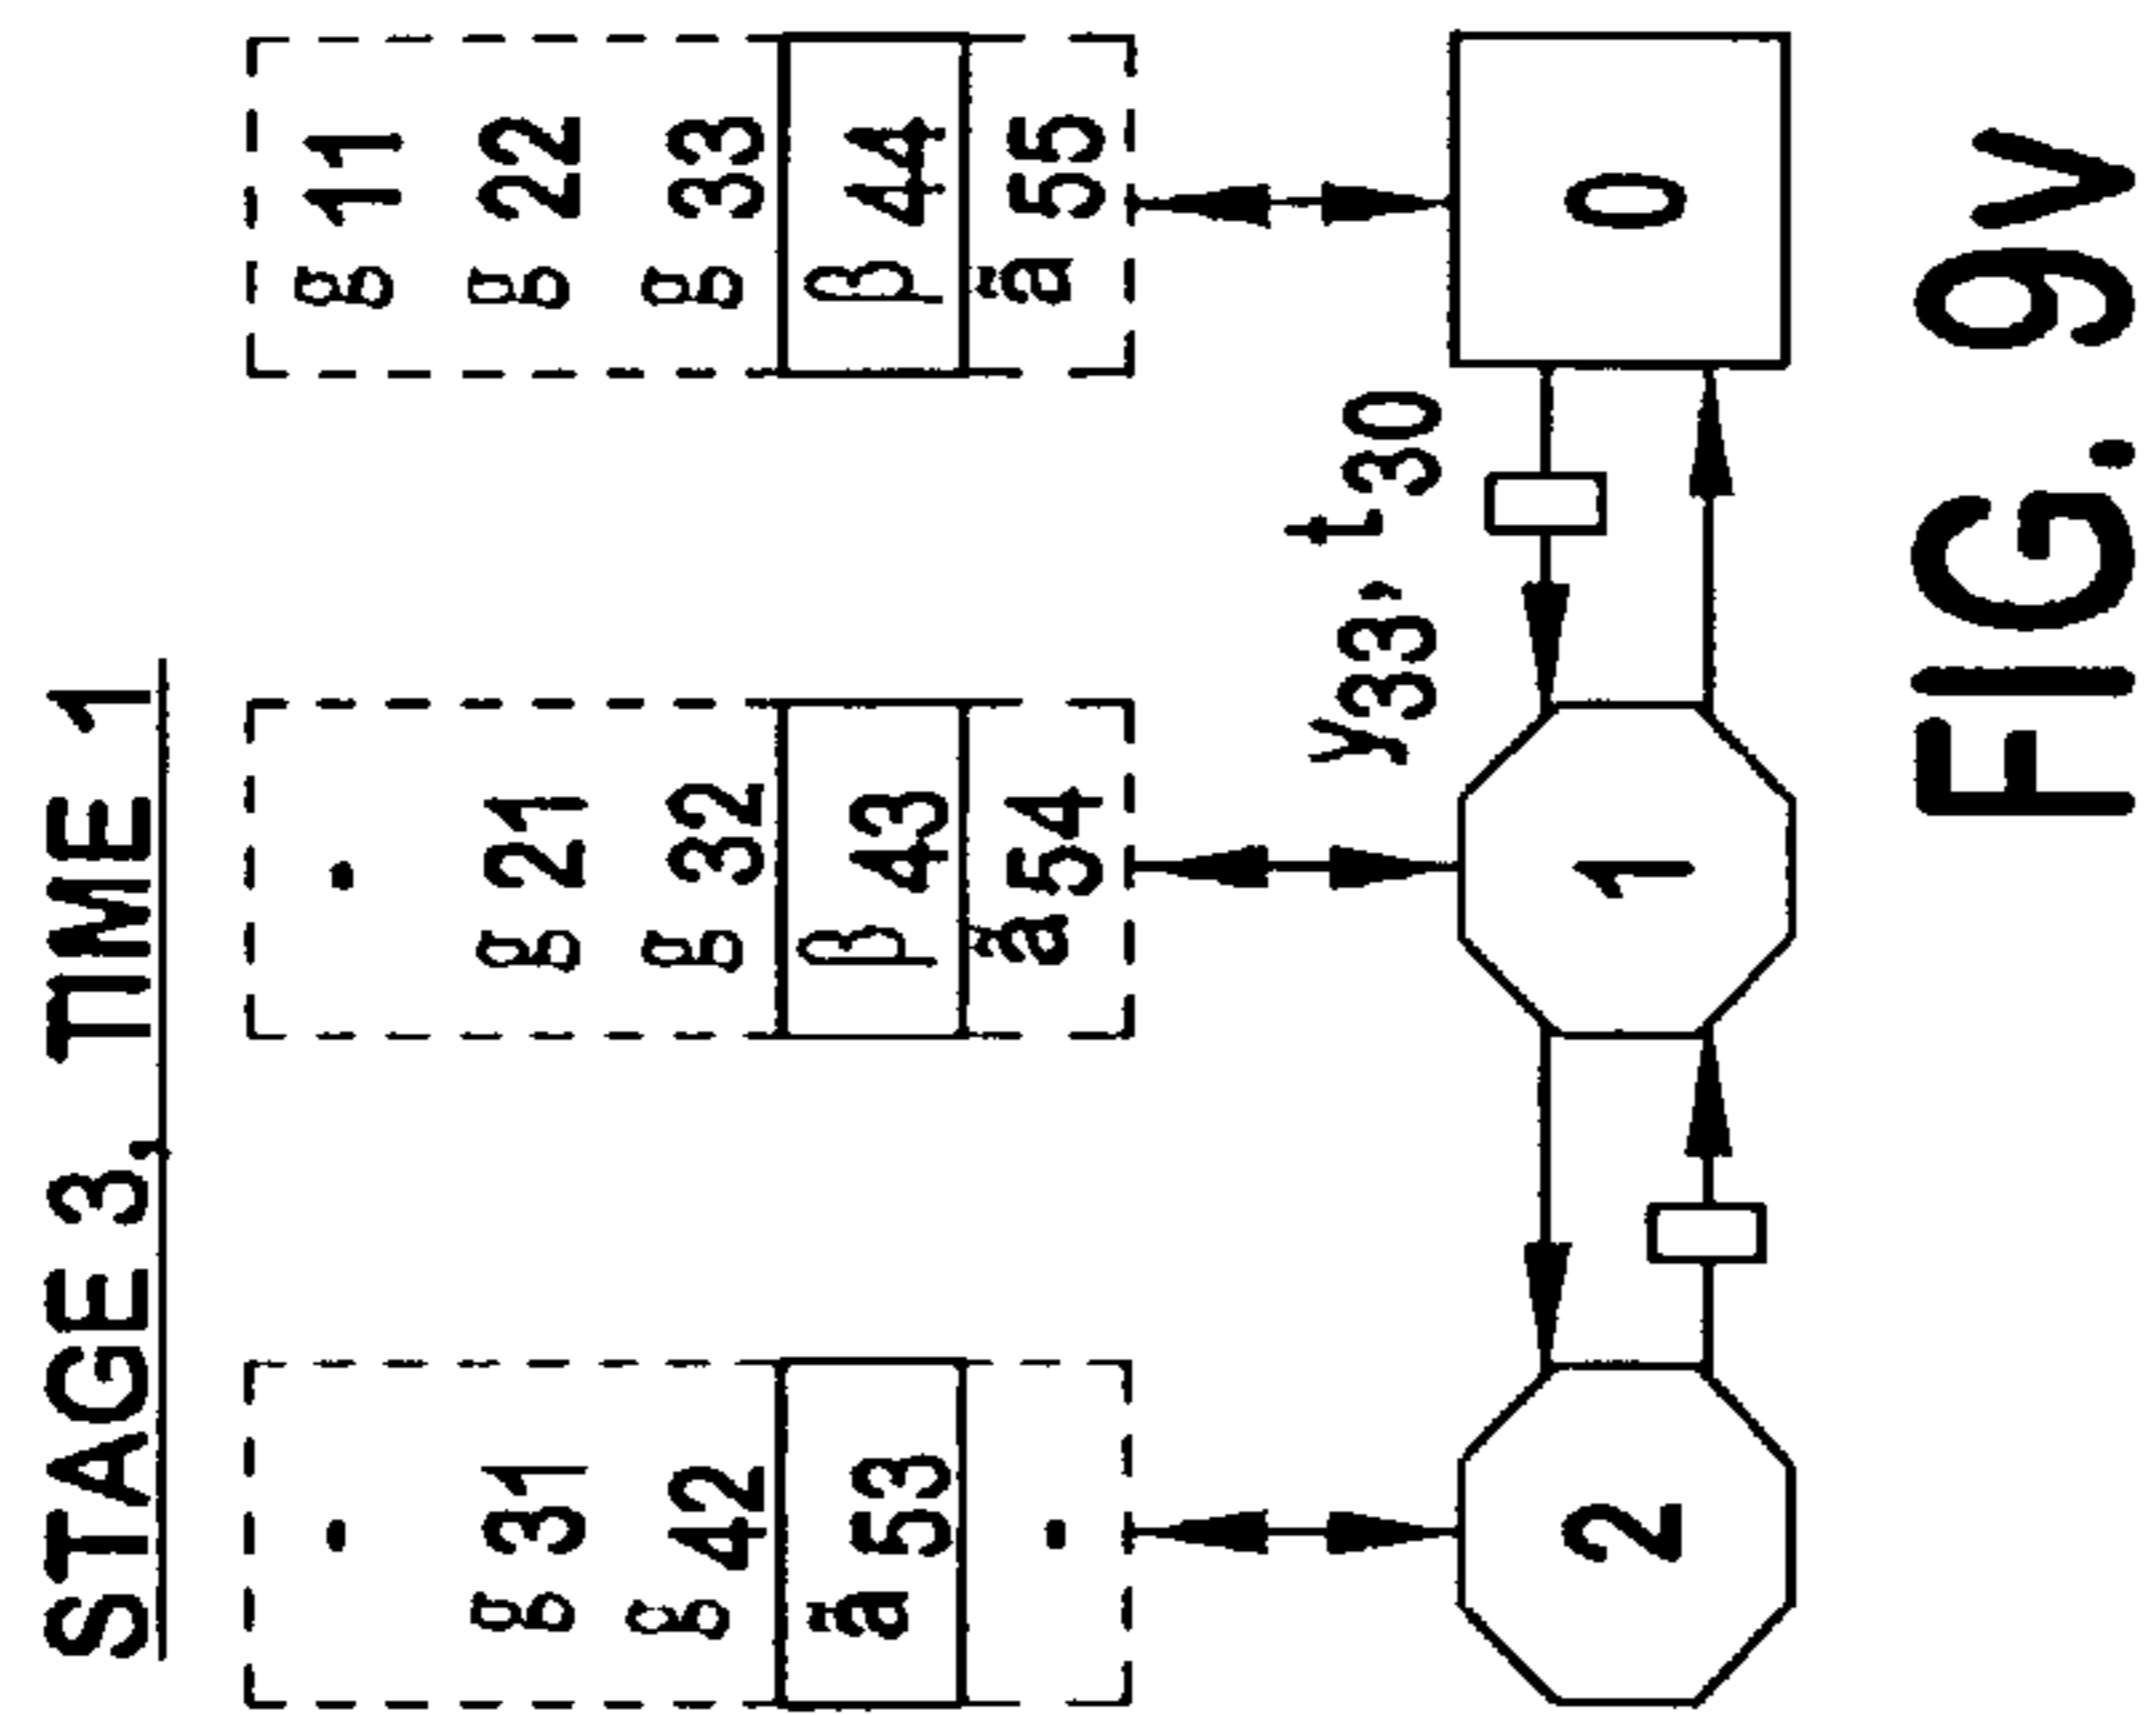 STAGE 3, TIME 1
. . g 11
g 31 g 21 g 22
g 42 g 32 g 33
ã 53 β 43 β 44
. ã 54 ã 55
y33, t30
2 1 0
FIG. 9V